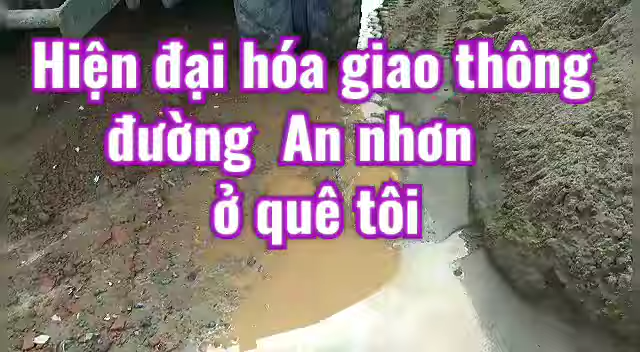 Hiện đại hóa giao thông
đường An nhơn
ở quê tôi